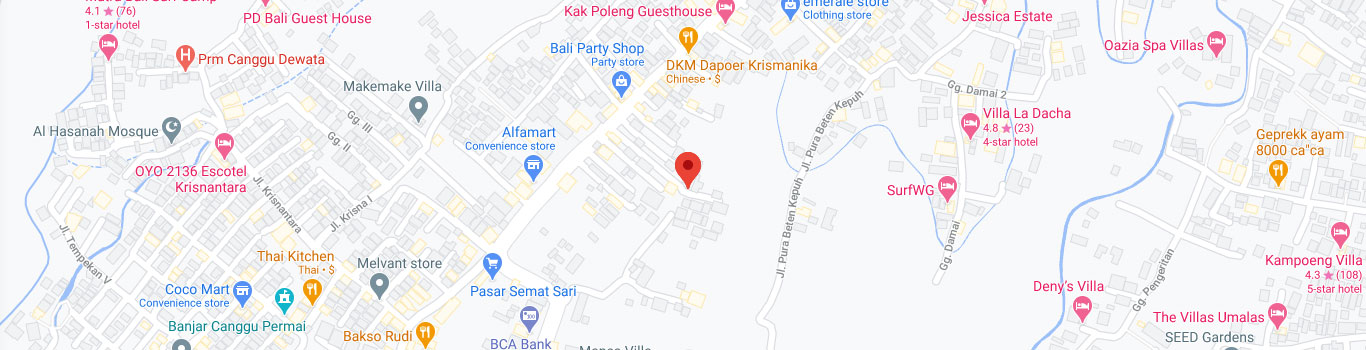 4.1 ★ (76)
1-star hotel
PD Bali Guest House
Kak Poleng Guesthouse
emerale store
Clothing store
Jessica Estate
Oazia Spa Villas
Prm Canggu Dewata
Bali Party Shop
Party store
DKM Dapoer Krismanika
Chinese • $
Makemake Villa
Gg. Damai 2
Gg. III
Gg. II
Al Hasanah Mosque
Jl. Pura Beten Kepuh
Villa La Dacha
4.8 ★ (23)
4-star hotel
Alfamart
Convenience store
Geprekk ayam
8000 ca"ca
OYO 2136 Escotel
Krisnantara
Jl. Krisnantara
Jl. Krisna I
SurfWG
Jl. Pura Beten Kepuh
Jl. Tempekan V
Gg. Damai
Thai Kitchen
Thai • $
Melvant store
Kampoeng Villa
4.3 ★ (108)
5-star hotel
Gg. Pengeritan
Coco Mart
Convenience store
Pasar Semat Sari
Deny's Villa
Banjar Canggu Permai
Bakso Rudi
BCA Bank
The Villas Umalas
SEED Gardens